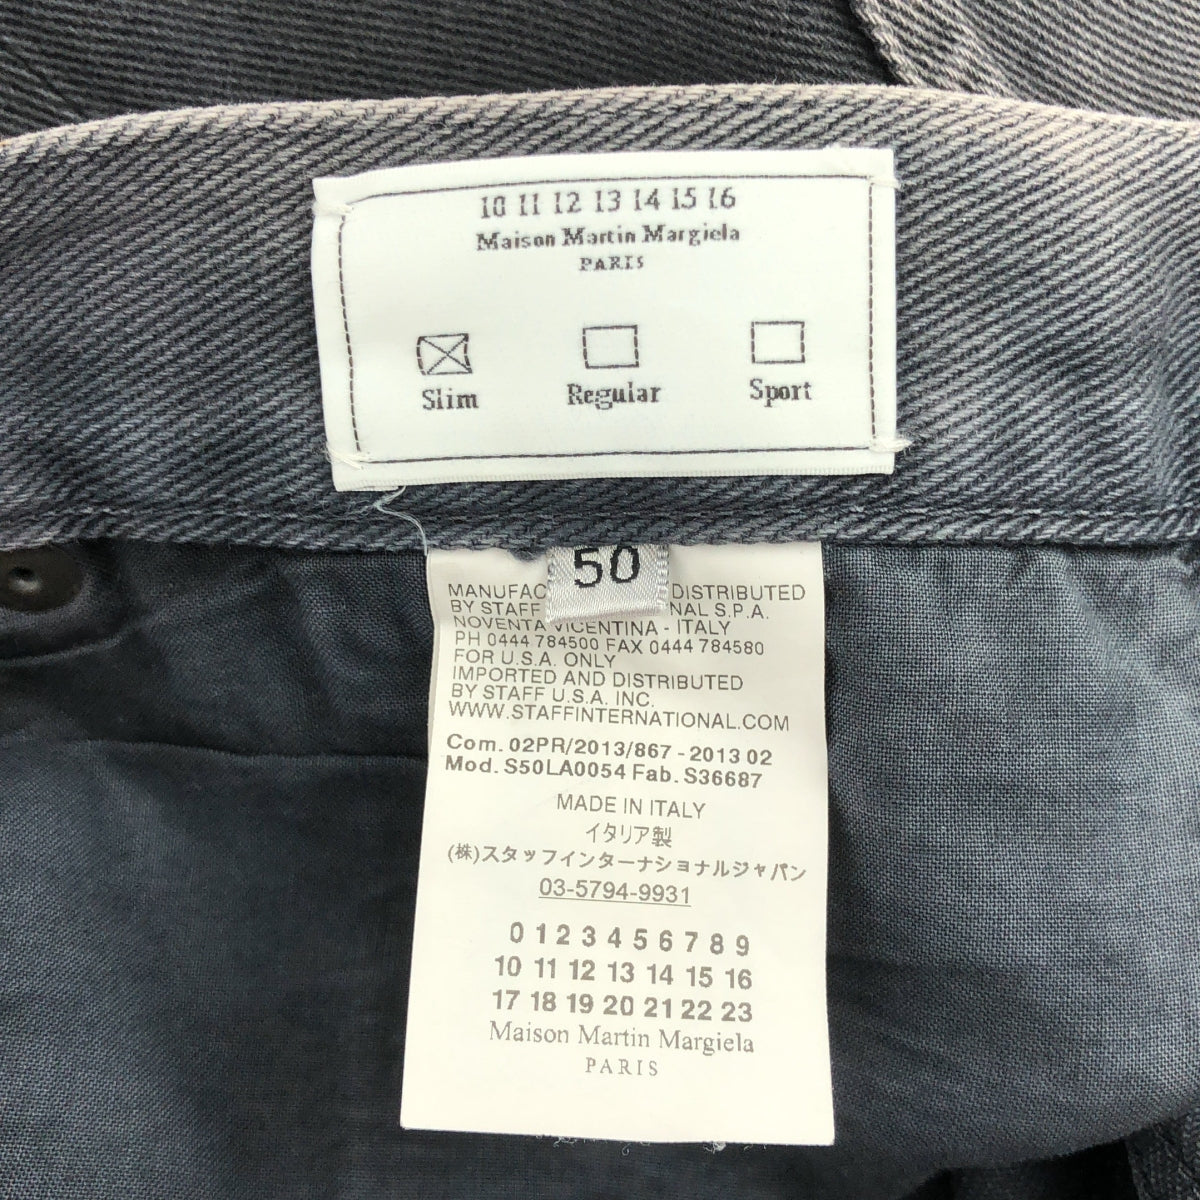 10 11 12 13 14 15 16
Maison Martin Margiela
PARIS
Slim Regular Sport
50
MANUFAC DISTRIBUTED
BY STAFF NAL S.P.A.
NOVENTA VICENTINA - ITALY
PH 0444 784500 FAX 0444 784580
FOR U.S.A. ONLY
IMPORTED AND DISTRIBUTED
BY STAFF U.S.A. INC.
WWW.STAFFINTERNATIONAL.COM
Com. 02PR/2013/867 - 2013 02
Mod. S50LA0054 Fab. S36687
MADE IN ITALY
イタリア製
(株)スタッフインターナショナルジャパン
03-5794-9931
0 1 2 3 4 5 6 7 8 9
10 11 12 13 14 15 16
17 18 19 20 21 22 23
Maison Martin Margiela
PARIS